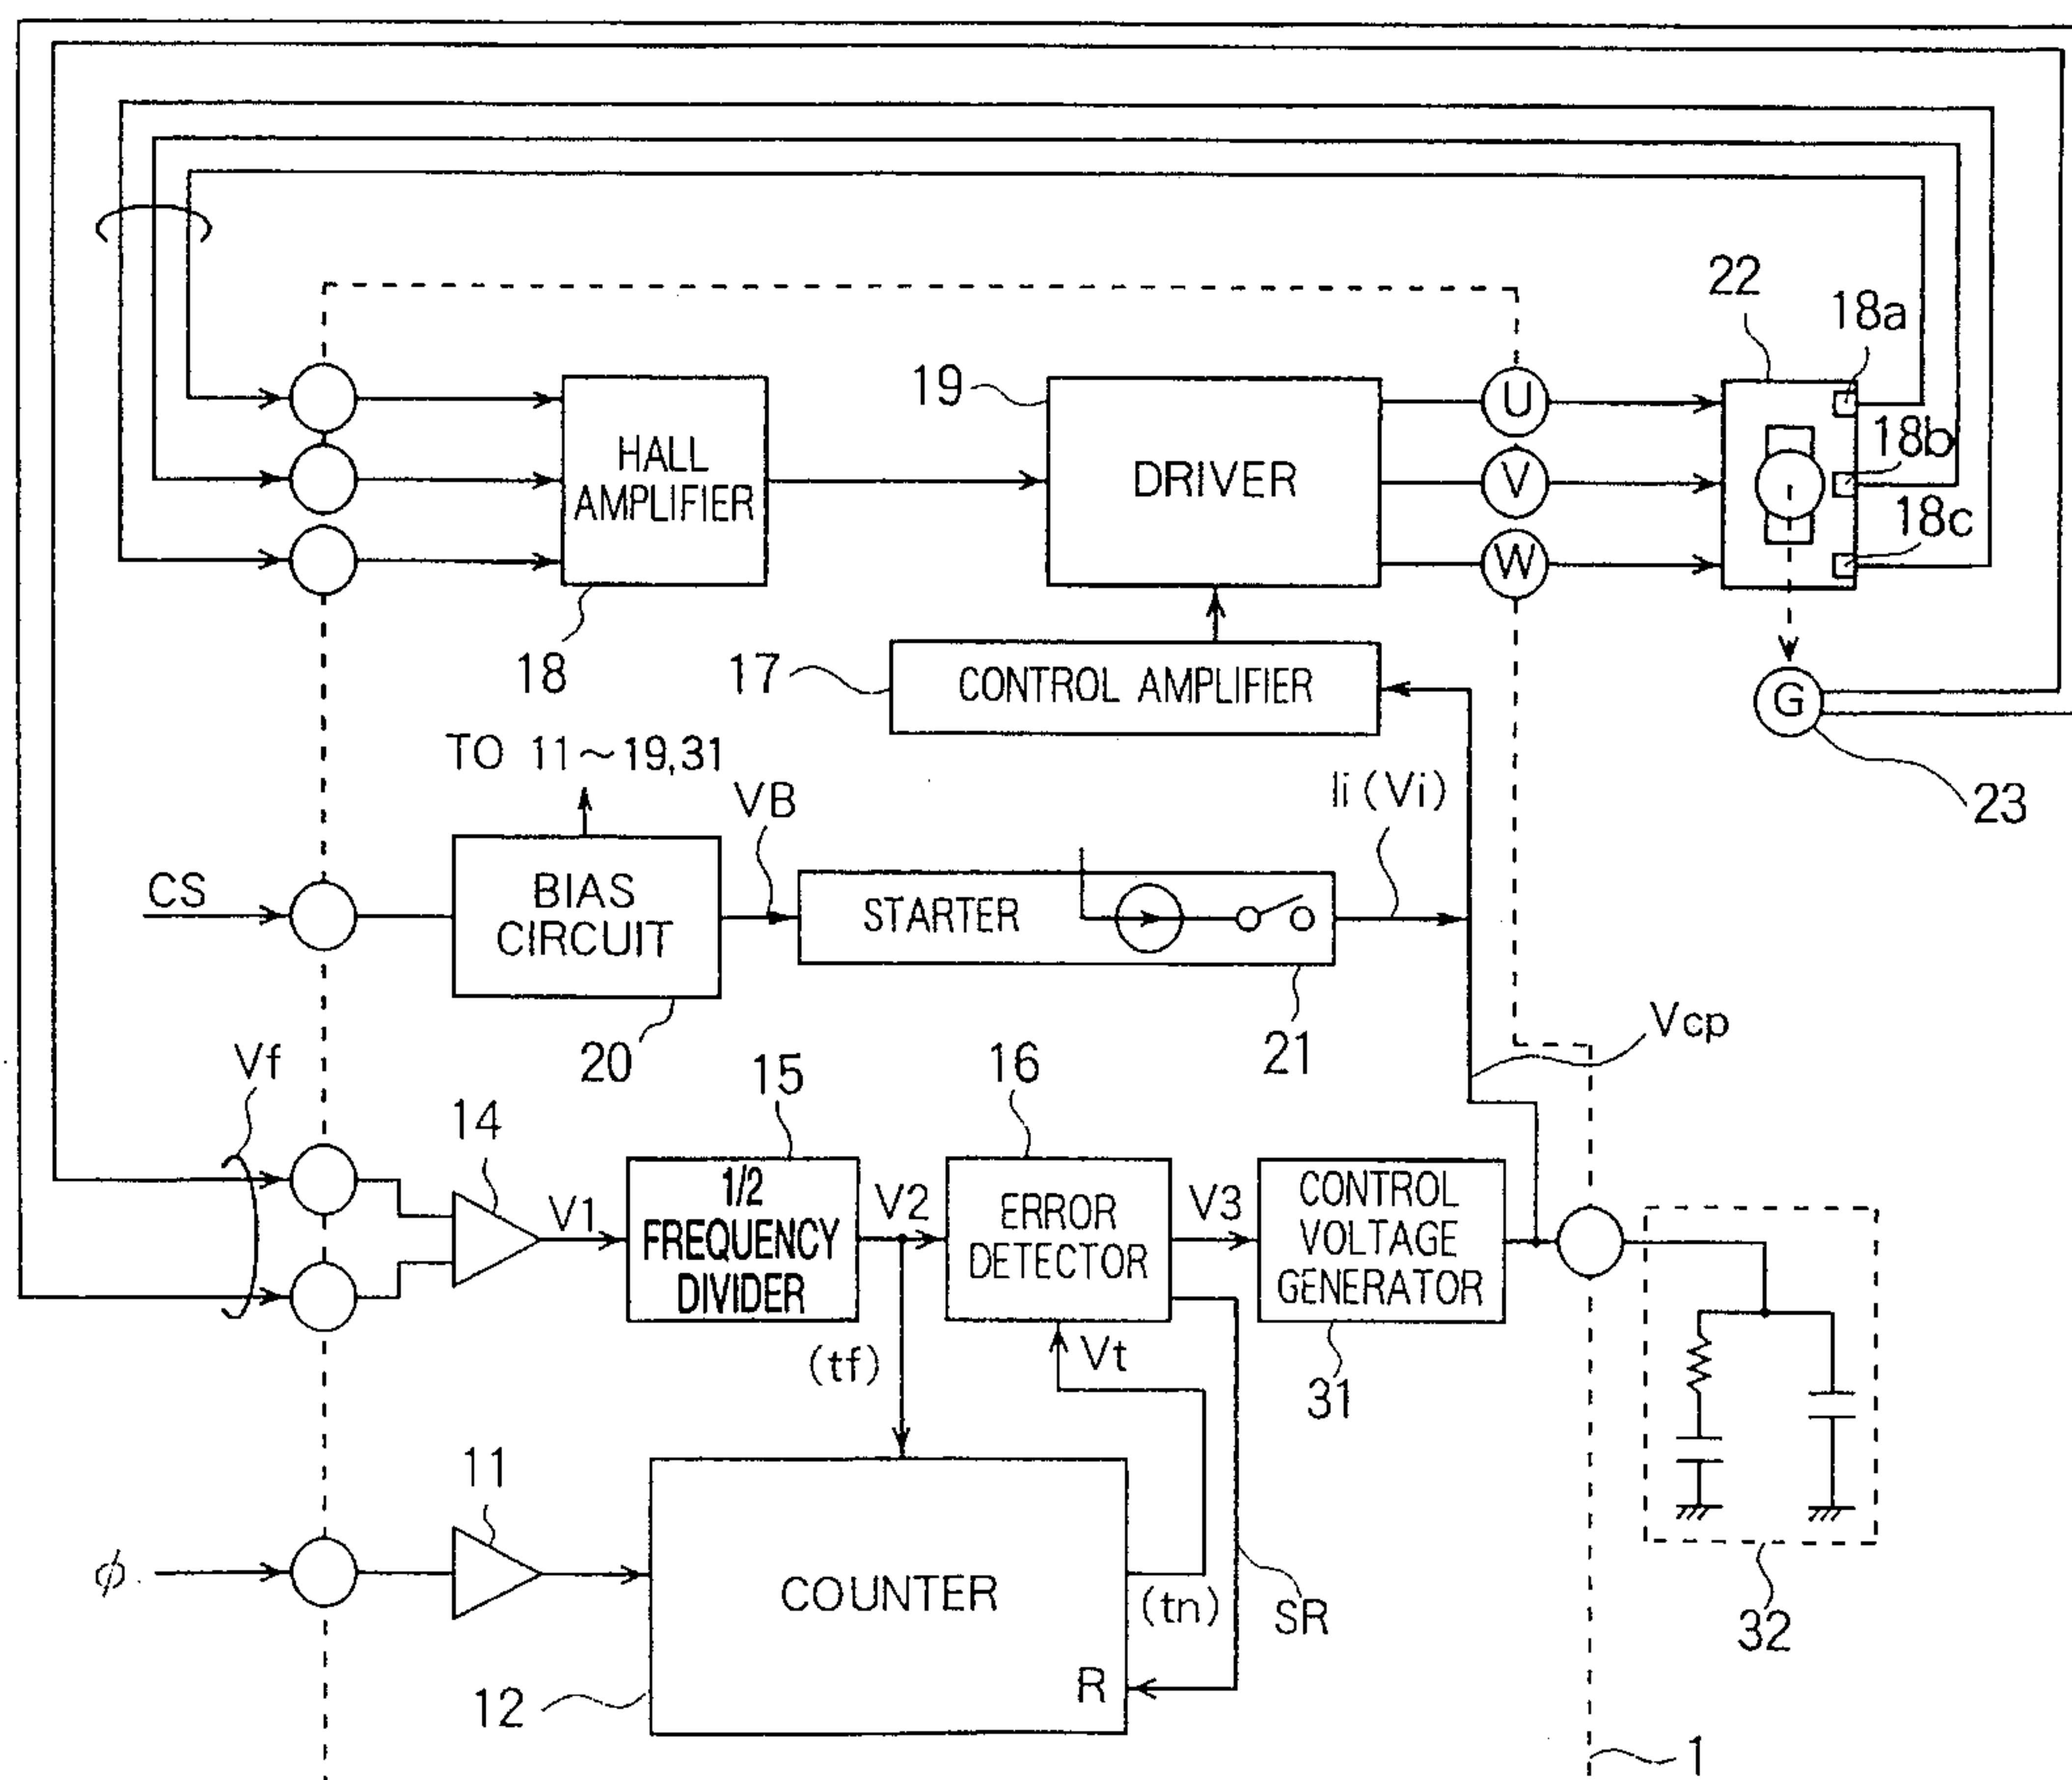 22
18a
19
U
HALL
AMPLIFIER
DRIVER
V
18b
18c
W
18
17
CONTROL AMPLIFIER
G
TO 11~19,31
VB
Ii (Vi)
23
CS
BIAS
CIRCUIT
STARTER
20
21
Vcp
Vf
14
15
16
V1
1/2
FREQUENCY
DIVIDER
V2
ERROR
DETECTOR
V3
CONTROL
VOLTAGE
GENERATOR
(tf)
Vt
31
11
ϕ
COUNTER
(tn)
SR
32
R
12
1